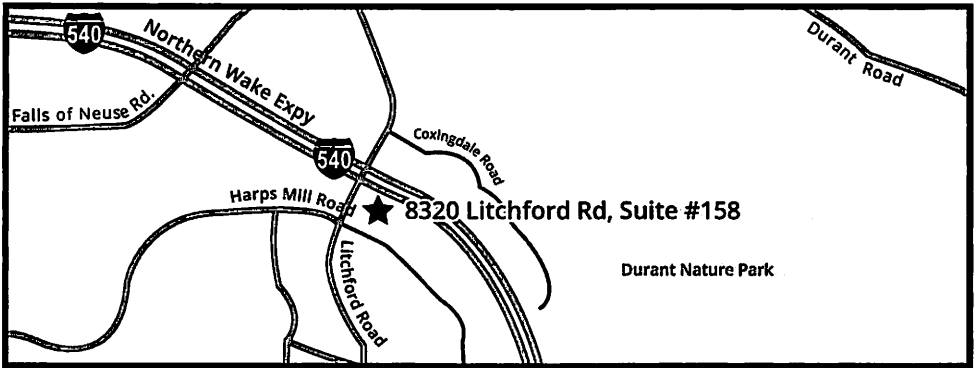 540
Northern Wake Expy
Durant Road
Falls of Neuse Rd.
540
Coxingdale Road
Harps Mill Road
8320 Litchford Rd, Suite #158
Litchford Road
Durant Nature Park